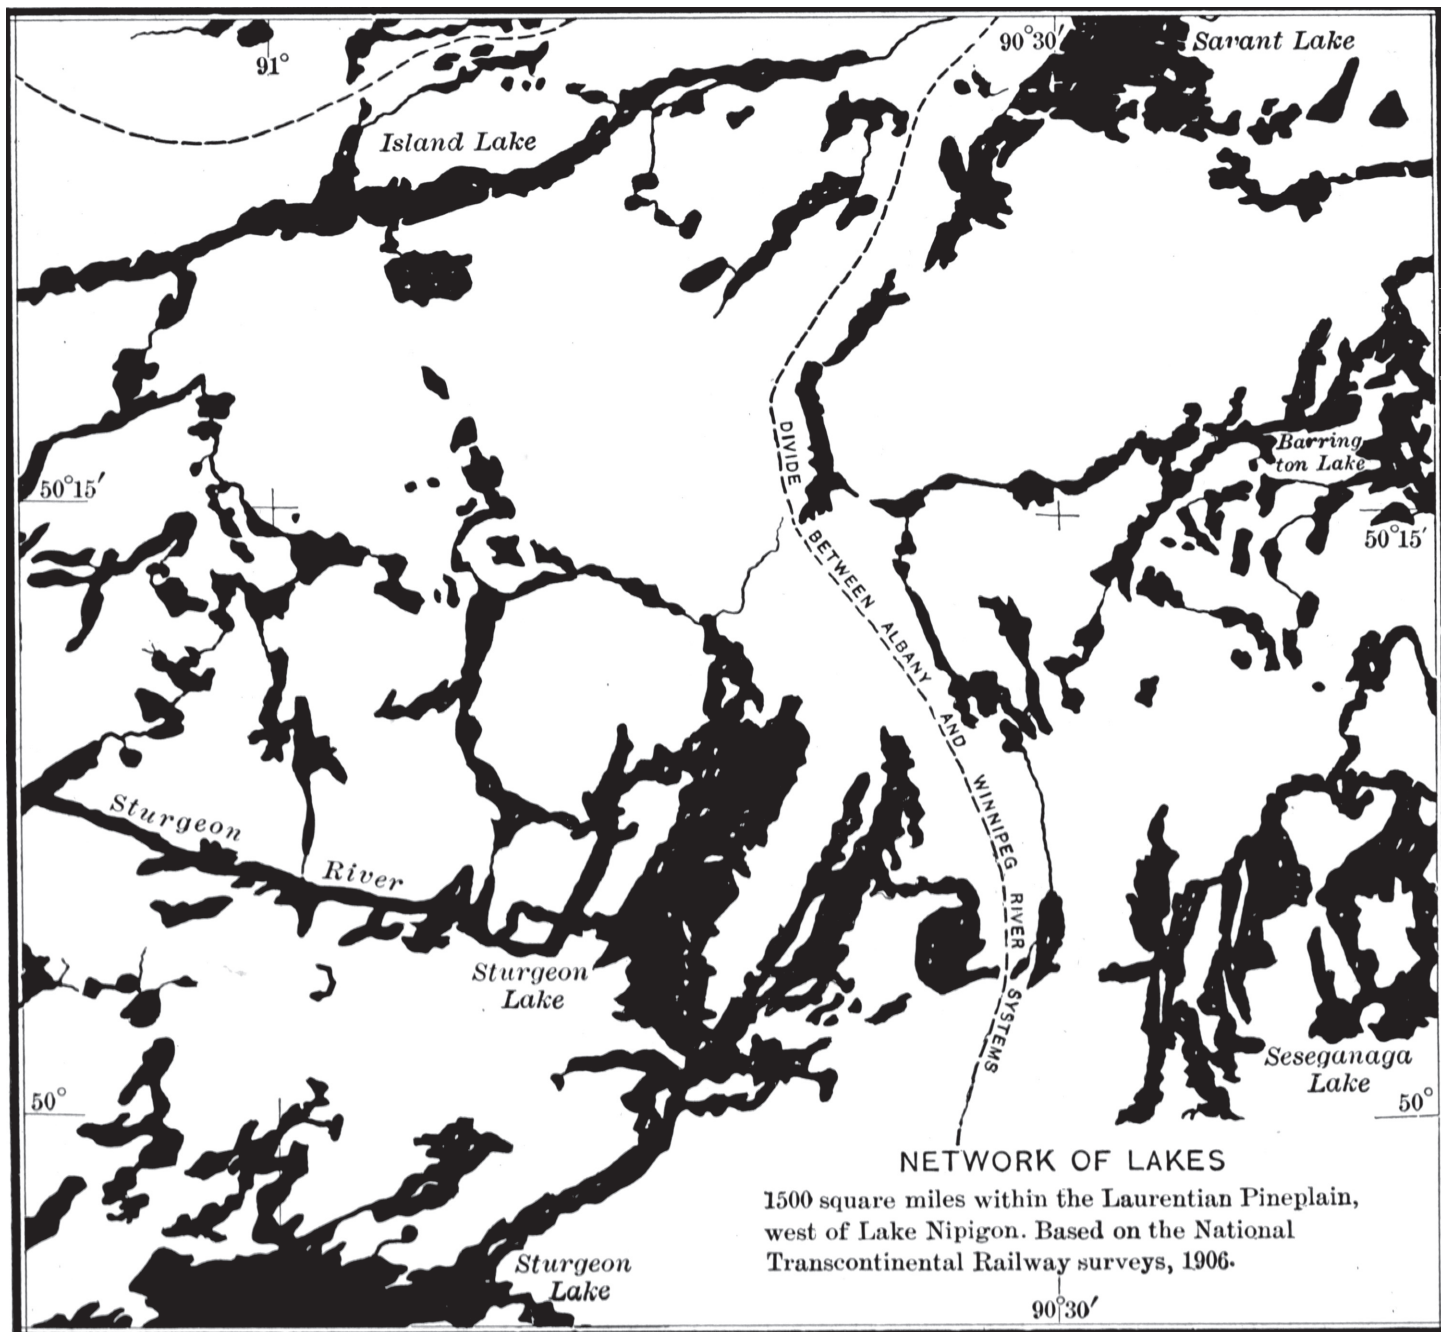 91°
90°30′
Savant Lake
Island Lake
Barring
ton Lake
50°15′
50°15′
DIVIDE BETWEEN ALBANY AND WINNIPEG RIVER SYSTEMS
Sturgeon River
Sturgeon
Lake
Seseganaga
Lake
50°
50°
NETWORK OF LAKES
1500 square miles within the Laurentian Pineplain,
west of Lake Nipigon. Based on the National
Transcontinental Railway surveys, 1906.
Sturgeon
Lake
90°30′